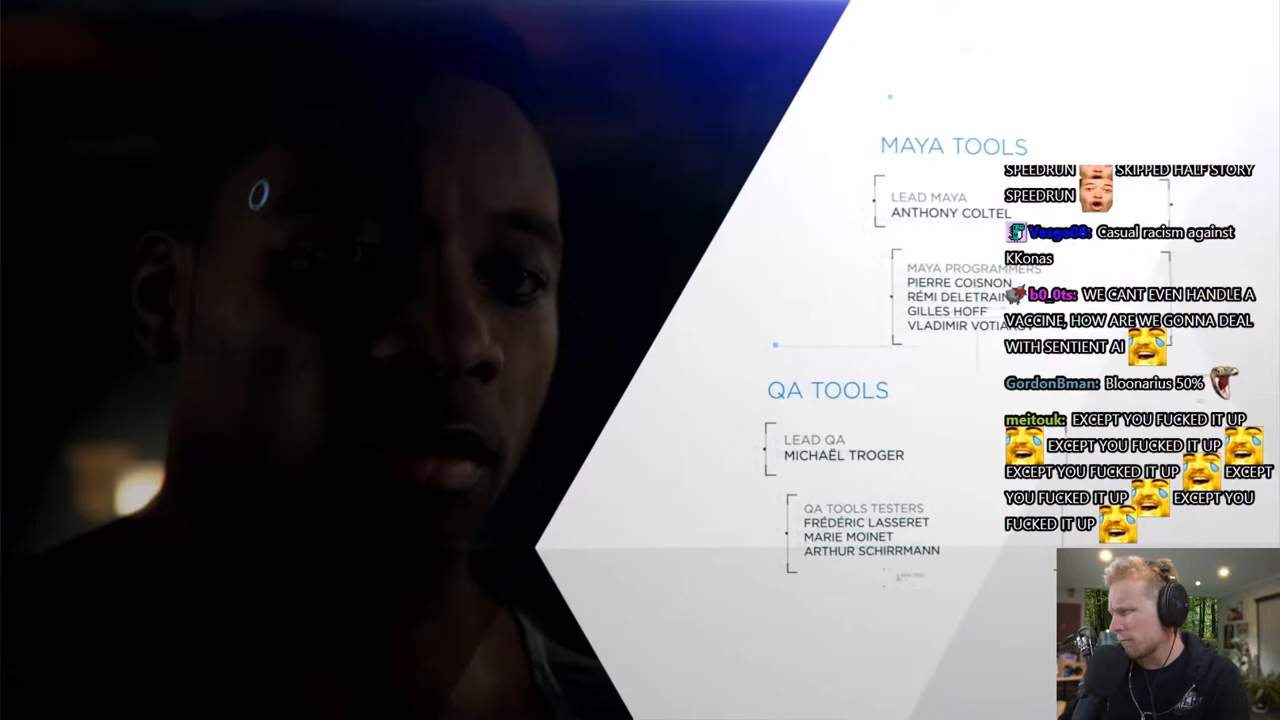 MAYA TOOLS
LEAD MAYA
ANTHONY COLTEL
MAYA PROGRAMMERS
PIERRE COISNON
RÉMI DELETRAIN
GILLES HOFF
VLADIMIR
QA TOOLS
LEAD QA
MICHAËL TROGER
QA TOOLS TESTERS
FRÉDÉRIC LASSERET
MARIE MOINET
ARTHUR SCHIRRMANN
SPEEDRUN SKIPPED HALF STORY
SPEEDRUN
Vesgo08: Casual racism against
KKonas
b0_0ts: WE CANT EVEN HANDLE A
VACCINE, HOW ARE WE GONNA DEAL
WITH SENTIENT AI
GordonBman: Bloonarius 50%
meitouk: EXCEPT YOU FUCKED IT UP
EXCEPT YOU FUCKED IT UP
EXCEPT YOU FUCKED IT UP EXCEPT
YOU FUCKED IT UP EXCEPT YOU
FUCKED IT UP